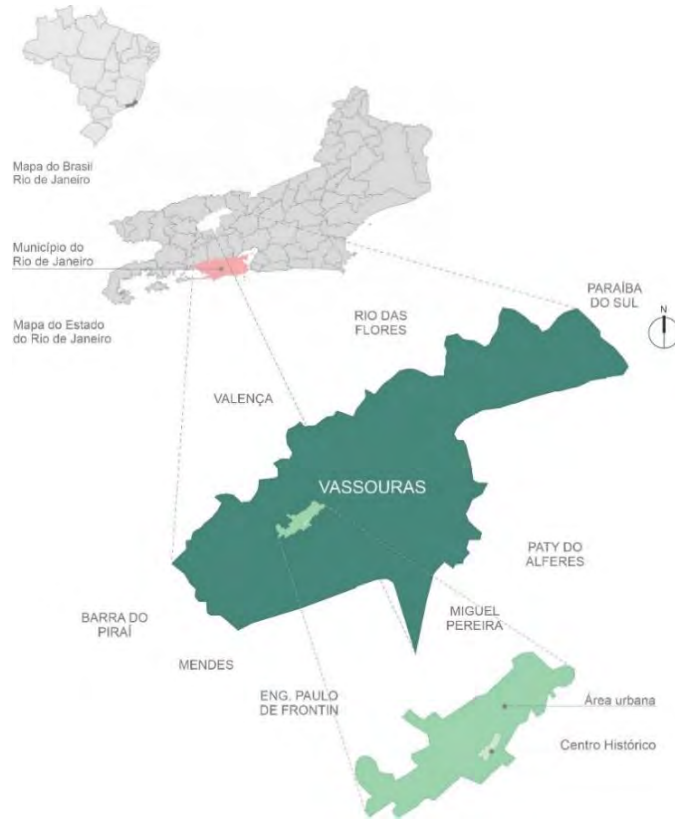 Mapa do Brasil
Rio de Janeiro
Município do
Rio de Janeiro
Mapa do Estado
do Rio de Janeiro
PARAÍBA
DO SUL
N
RIO DAS
FLORES
VALENÇA
VASSOURAS
PATY DO
ALFERES
BARRA DO
PIRAÍ
MIGUEL
PEREIRA
MENDES
ENG. PAULO
DE FRONTIN
Área urbana
Centro Histórico